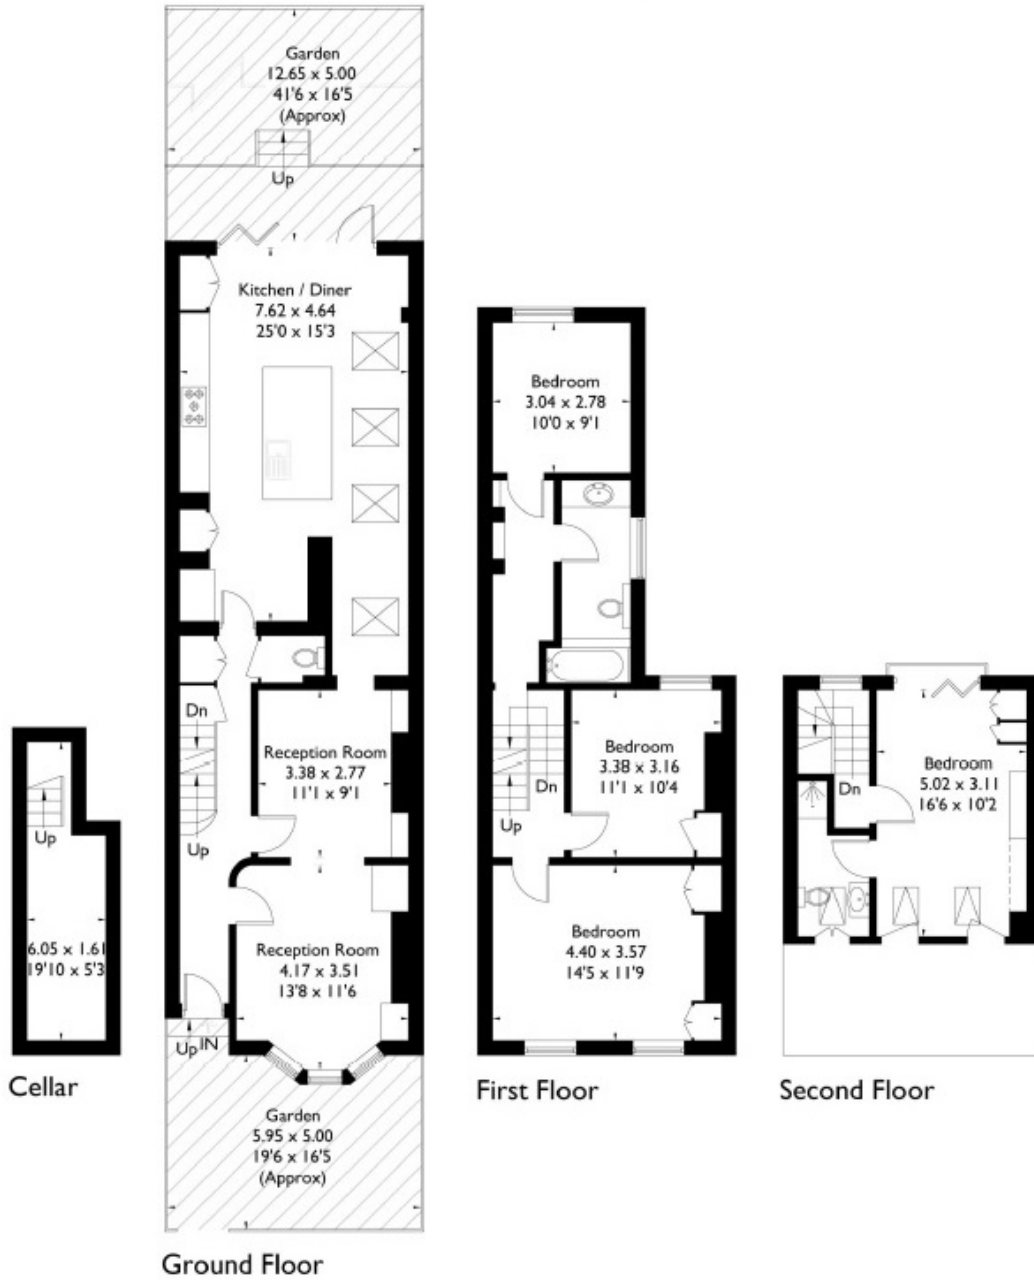 Garden
12.65 x 5.00
41'6 x 16'5
(Approx)
Up
Kitchen / Diner
7.62 x 4.64
25'0 x 15'3
Dn
Reception Room
3.38 x 2.77
11'1 x 9'1
Up
Reception Room
4.17 x 3.51
13'8 x 11'6
Up
IN
Garden
5.95 x 5.00
19'6 x 16'5
(Approx)
Ground Floor
Up
6.05 x 1.61
19'10 x 5'3
Cellar
Bedroom
3.04 x 2.78
10'0 x 9'1
Bedroom
3.38 x 3.16
11'1 x 10'4
Dn
Up
Bedroom
4.40 x 3.57
14'5 x 11'9
First Floor
Bedroom
5.02 x 3.11
16'6 x 10'2
Dn
Second Floor